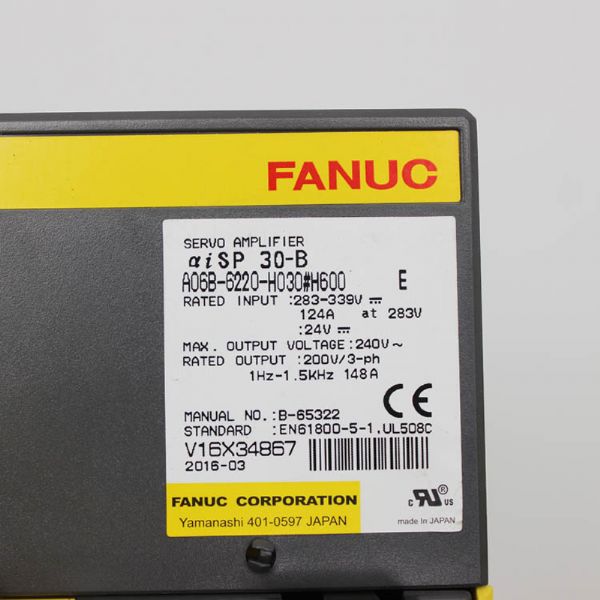 FANUC
SERVO AMPLIFIER
αiSP 30-B
A06B-6220-H030#H600 E
RATED INPUT :283-339V ⎓
124A at 283V
:24V ⎓
MAX. OUTPUT VOLTAGE:240V~
RATED OUTPUT :200V/3-ph
1Hz-1.5KHz 148A
MANUAL NO.:B-65322
STANDARD :EN61800-5-1,UL508C
CE
V16X34867
2016-03
FANUC CORPORATION
Yamanashi 401-0597 JAPAN
c RU ® US
made in JAPAN